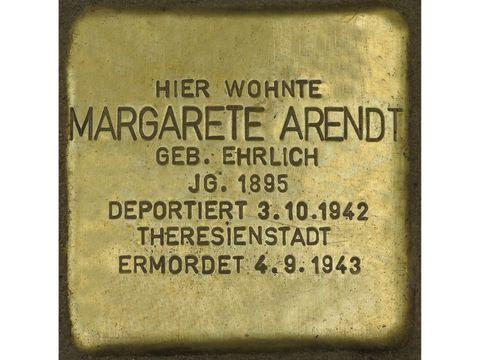 HIER WOHNTE
MARGARETE ARENDT
GEB. EHRLICH
JG. 1895
DEPORTIERT 3.10.1942
THERESIENSTADT
ERMORDET 4.9.1943